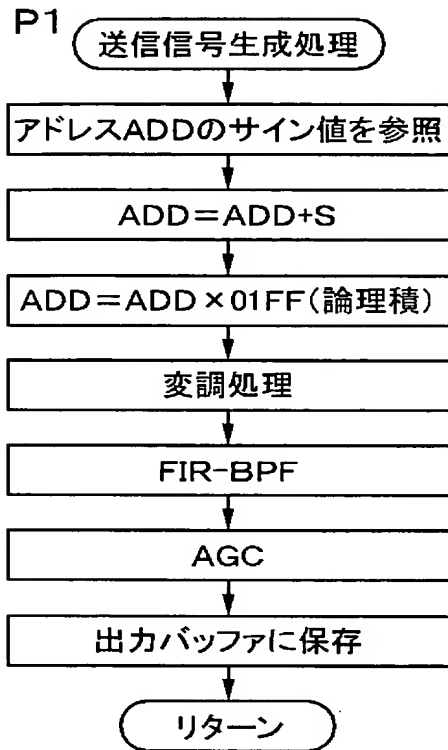 P1
送信信号生成処理
アドレスADDのサイン値を参照
ADD=ADD+S
ADD=ADD×01FF(論理積)
変調処理
FIR-BPF
AGC
出力バッファに保存
リターン